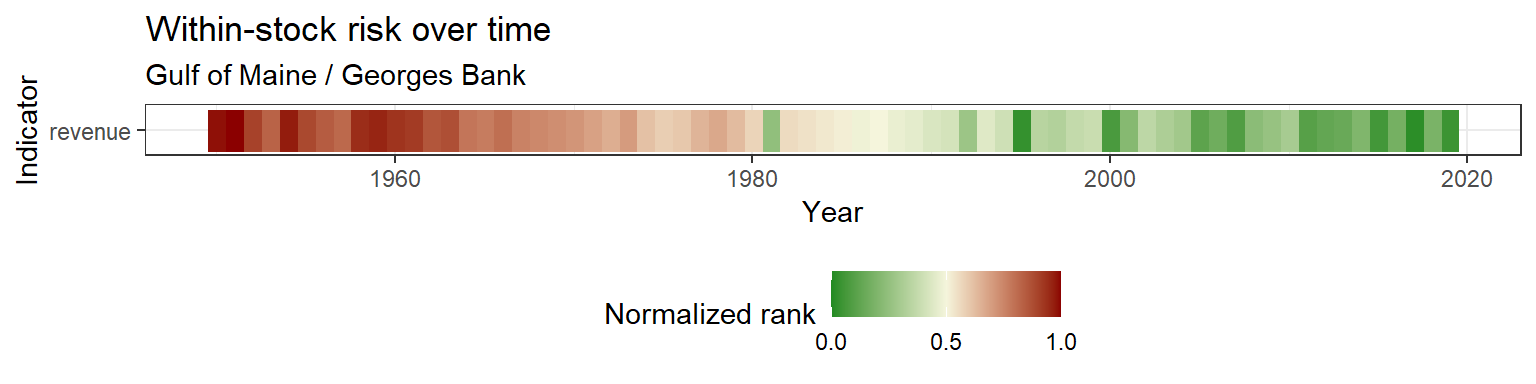 Within-stock risk over time
Gulf of Maine / Georges Bank
Indicator
revenue
1960 1980 2000 2020
Year
Normalized rank
0.0 0.5 1.0